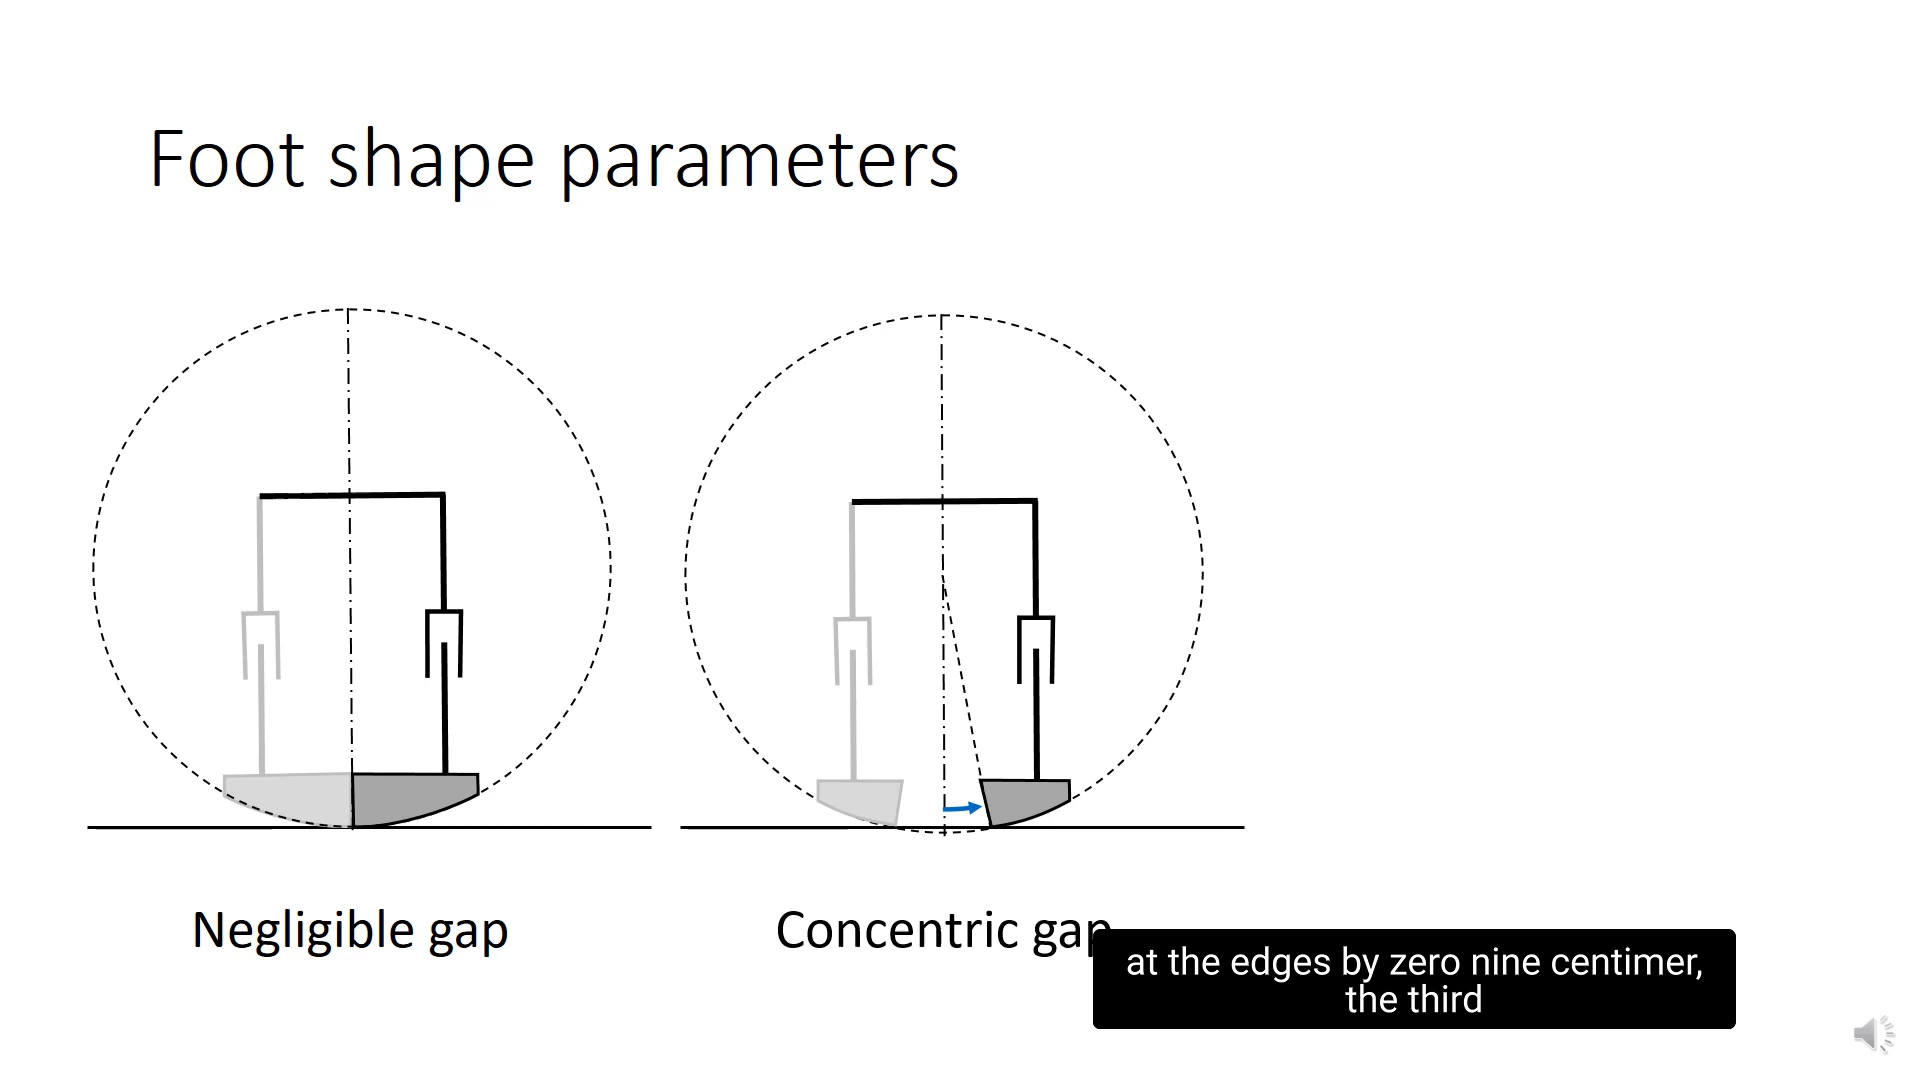 Foot shape parameters
Negligible gap
Concentric gap
at the edges by zero nine centimer,
the third